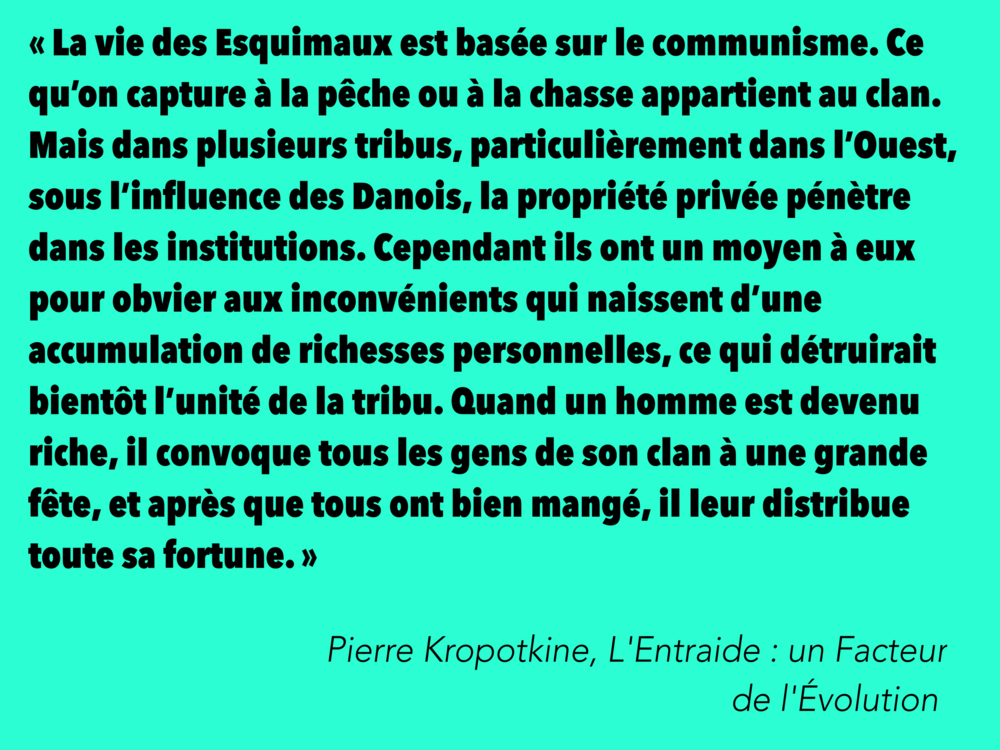 « La vie des Esquimaux est basée sur le communisme. Ce
qu’on capture à la pêche ou à la chasse appartient au clan.
Mais dans plusieurs tribus, particulièrement dans l’Ouest,
sous l’influence des Danois, la propriété privée pénètre
dans les institutions. Cependant ils ont un moyen à eux
pour obvier aux inconvénients qui naissent d’une
accumulation de richesses personnelles, ce qui détruirait
bientôt l’unité de la tribu. Quand un homme est devenu
riche, il convoque tous les gens de son clan à une grande
fête, et après que tous ont bien mangé, il leur distribue
toute sa fortune. »
Pierre Kropotkine, L'Entraide : un Facteur
de l'Évolution